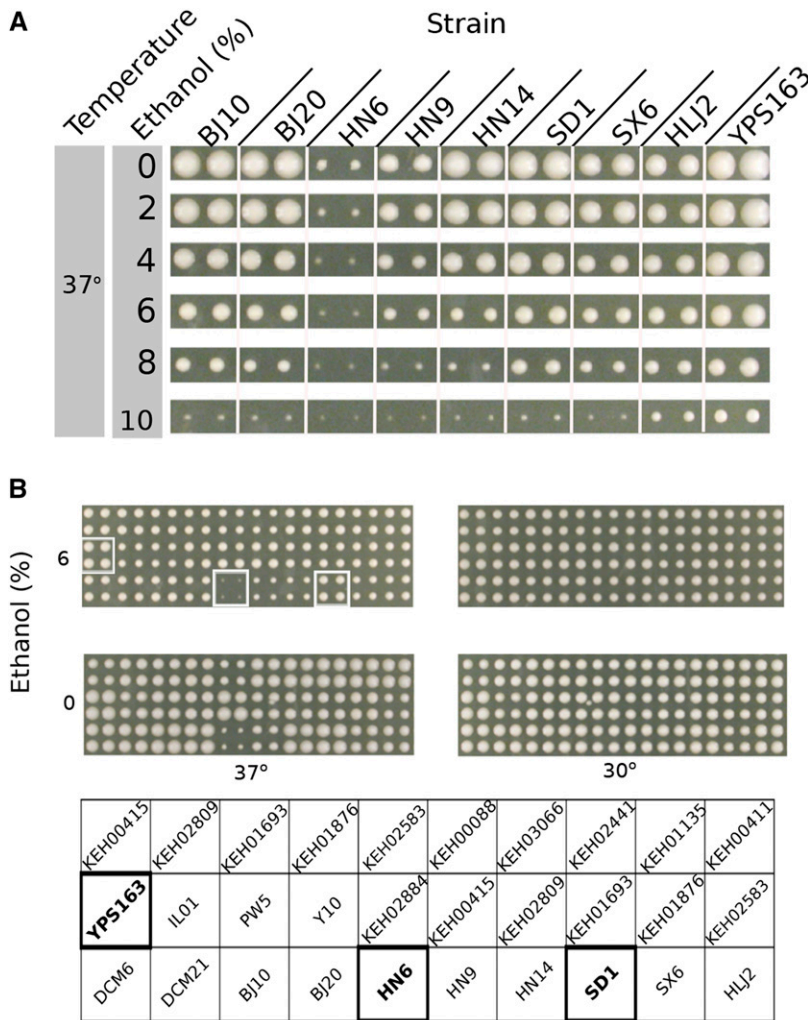 A
Strain
Temperature
Ethanol (%)
BJ10 BJ20 HN6 HN9 HN14 SD1 SX6 HLJ2 YPS163
37°
0
2
4
6
8
10
B
Ethanol (%)
6
0
37° 30°
KEH00415 KEH02809 KEH01693 KEH01876 KEH02583 KEH00088 KEH03066 KEH02441 KEH01135 KEH00411
YPS163 IL01 PW5 Y10 KEH02884 KEH00415 KEH02809 KEH01693 KEH01876 KEH02583
DCM6 DCM21 BJ10 BJ20 HN6 HN9 HN14 SD1 SX6 HLJ2